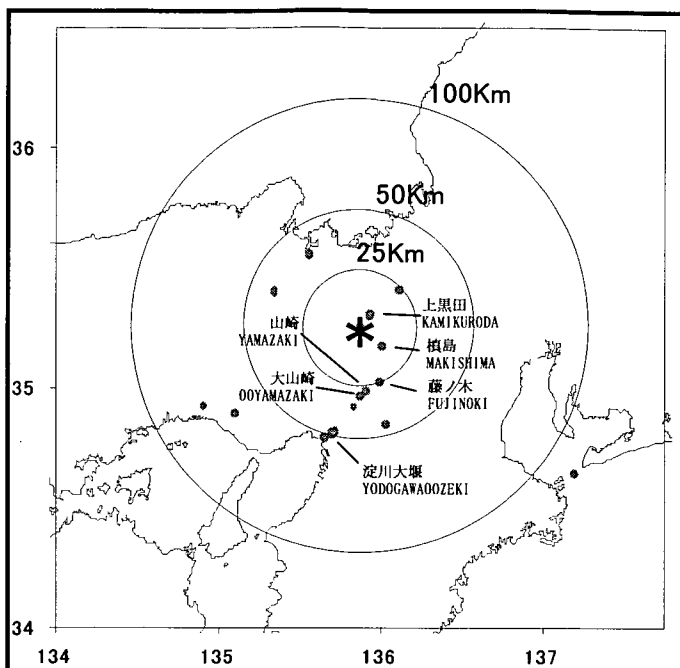 100Km
36
50Km
25Km
上黒田
KAMIKURODA
山崎
YAMAZAKI
槙島
MAKISHIMA
35
大山崎
OOYAMAZAKI
藤ノ木
FUJINOKI
淀川大堰
YODOGAWAOOZEKI
34
134
135
136
137